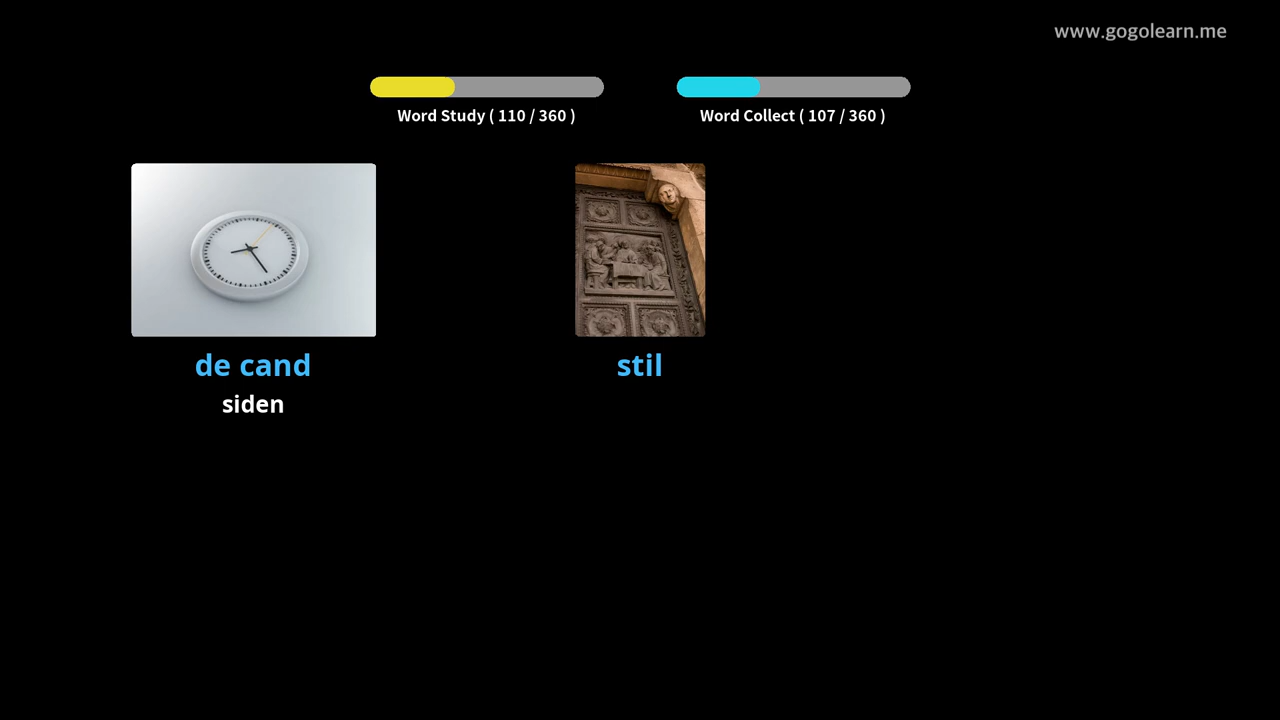 www.gogolearn.me
Word Study ( 110 / 360 )
Word Collect ( 107 / 360 )
de cand
siden
stil